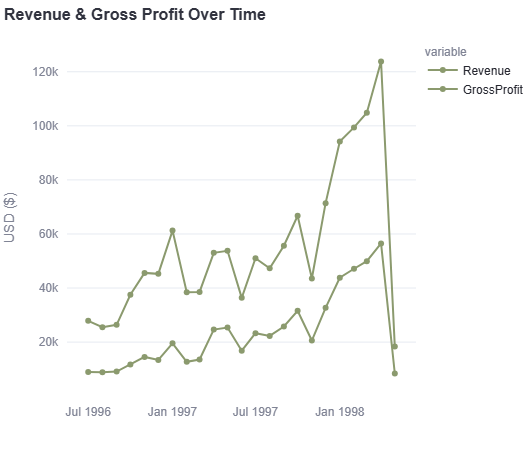 Revenue & Gross Profit Over Time
variable
Revenue
GrossProfit
USD ($)
120k
100k
80k
60k
40k
20k
Jul 1996 Jan 1997 Jul 1997 Jan 1998